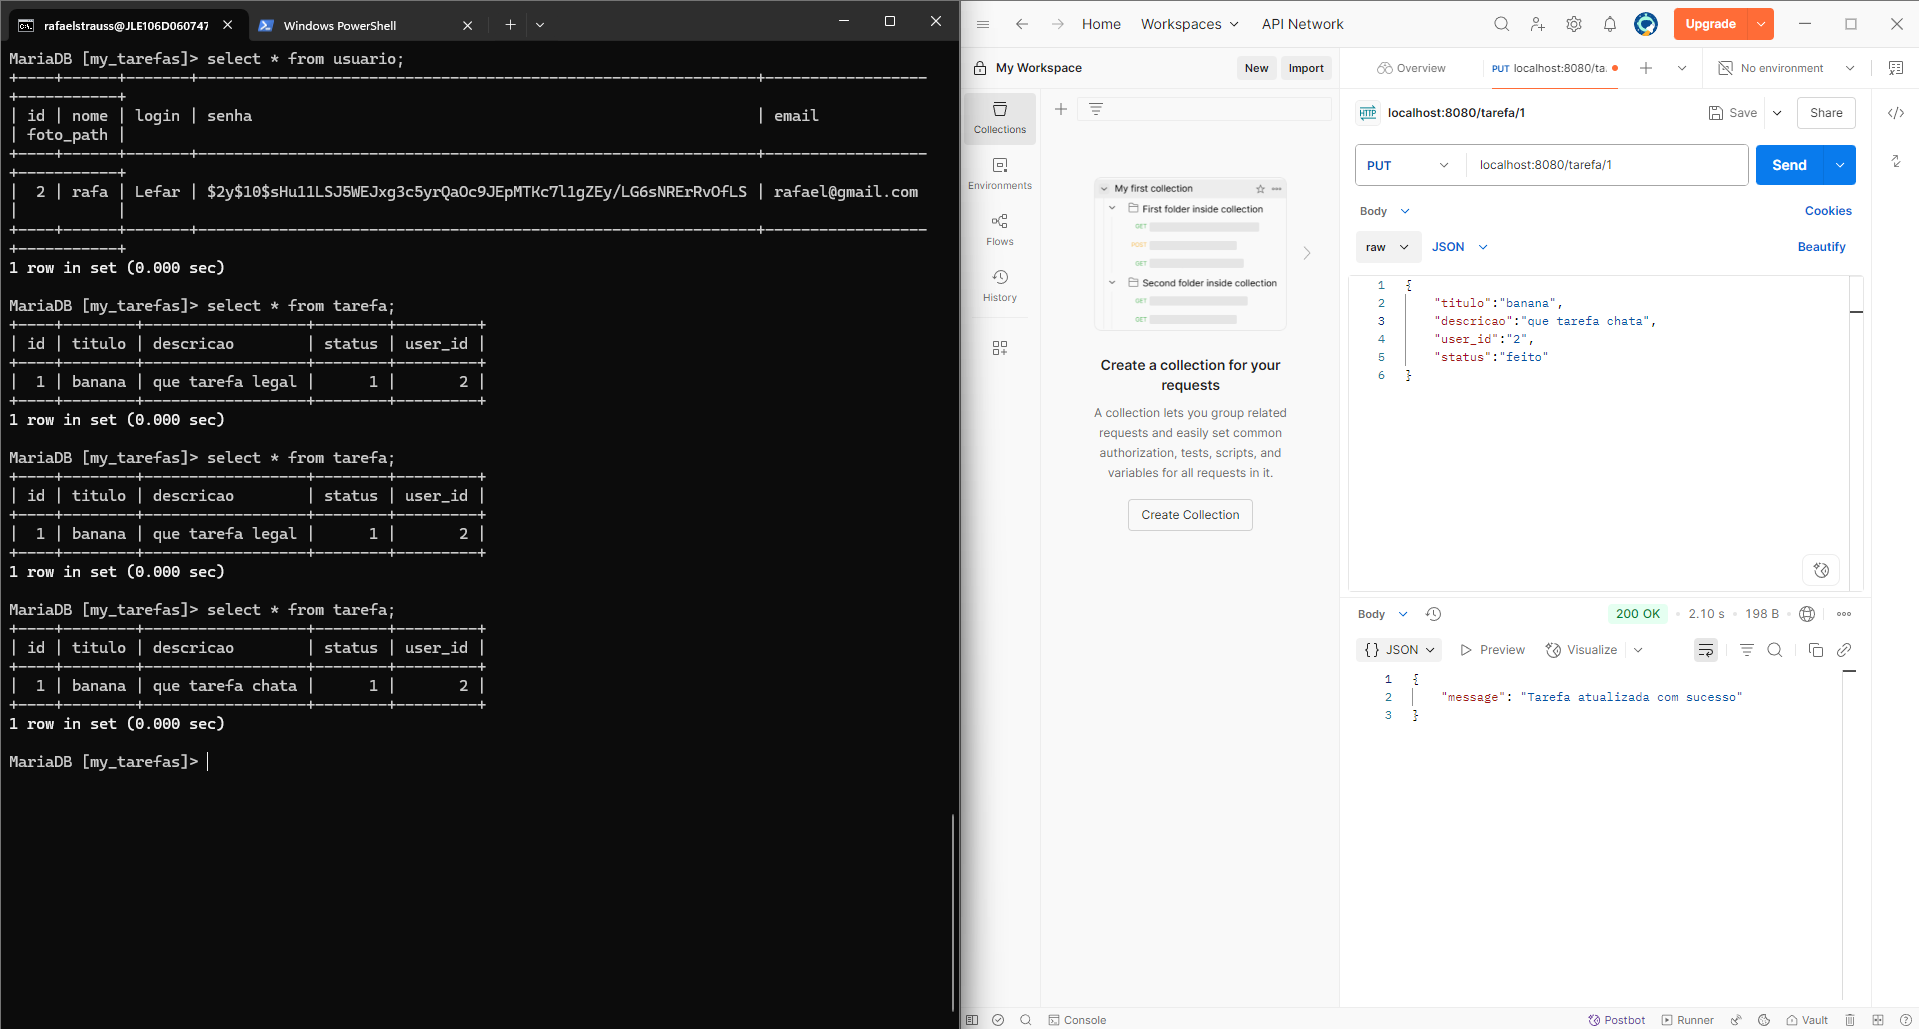 rafaelstrauss@JLE106D060747
Windows PowerShell
MariaDB [my_tarefas]> select * from usuario;
| id | nome | login | senha | email
| foto_path |
| 2 | rafa | Lefar | $2y$10$sHu11LSJ5WEJxg3c5yrQaOc9JEpMTKc7l1gZEy/LG6sNRErRvOfLS | rafael@gmail.com
| |
1 row in set (0.000 sec)
MariaDB [my_tarefas]> select * from tarefa;
| id | titulo | descricao | status | user_id |
| 1 | banana | que tarefa legal | 1 | 2 |
1 row in set (0.000 sec)
MariaDB [my_tarefas]> select * from tarefa;
| id | titulo | descricao | status | user_id |
| 1 | banana | que tarefa legal | 1 | 2 |
1 row in set (0.000 sec)
MariaDB [my_tarefas]> select * from tarefa;
| id | titulo | descricao | status | user_id |
| 1 | banana | que tarefa chata | 1 | 2 |
1 row in set (0.000 sec)
MariaDB [my_tarefas]>
Home Workspaces API Network Upgrade
My Workspace New Import
Overview PUT localhost:8080/ta. No environment
Collections
Environments
Flows
History
My first collection
First folder inside collection
GET
POST
GET
Second folder inside collection
GET
GET
Create a collection for your
requests
A collection lets you group related
requests and easily set common
authorization, tests, scripts, and
variables for all requests in it.
Create Collection
HTTP localhost:8080/tarefa/1 Save Share
PUT localhost:8080/tarefa/1 Send
Body Cookies
raw JSON Beautify
1 {
2 "titulo":"banana",
3 "descricao":"que tarefa chata",
4 "user_id":"2",
5 "status":"feito"
6 }
Body 200 OK 2.10 s 198 B
{} JSON Preview Visualize
1 {
2 "message": "Tarefa atualizada com sucesso"
3 }
Console Postbot Runner Vault